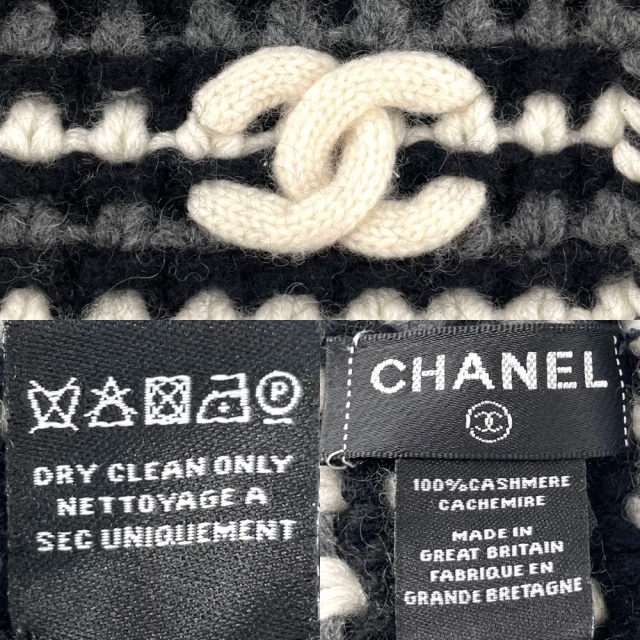 DRY CLEAN ONLY
NETTOYAGE A
SEC UNIQUEMENT
CHANEL
100%CASHMERE
CACHEMIRE
MADE IN
GREAT BRITAIN
FABRIQUE EN
GRANDE BRETAGNE